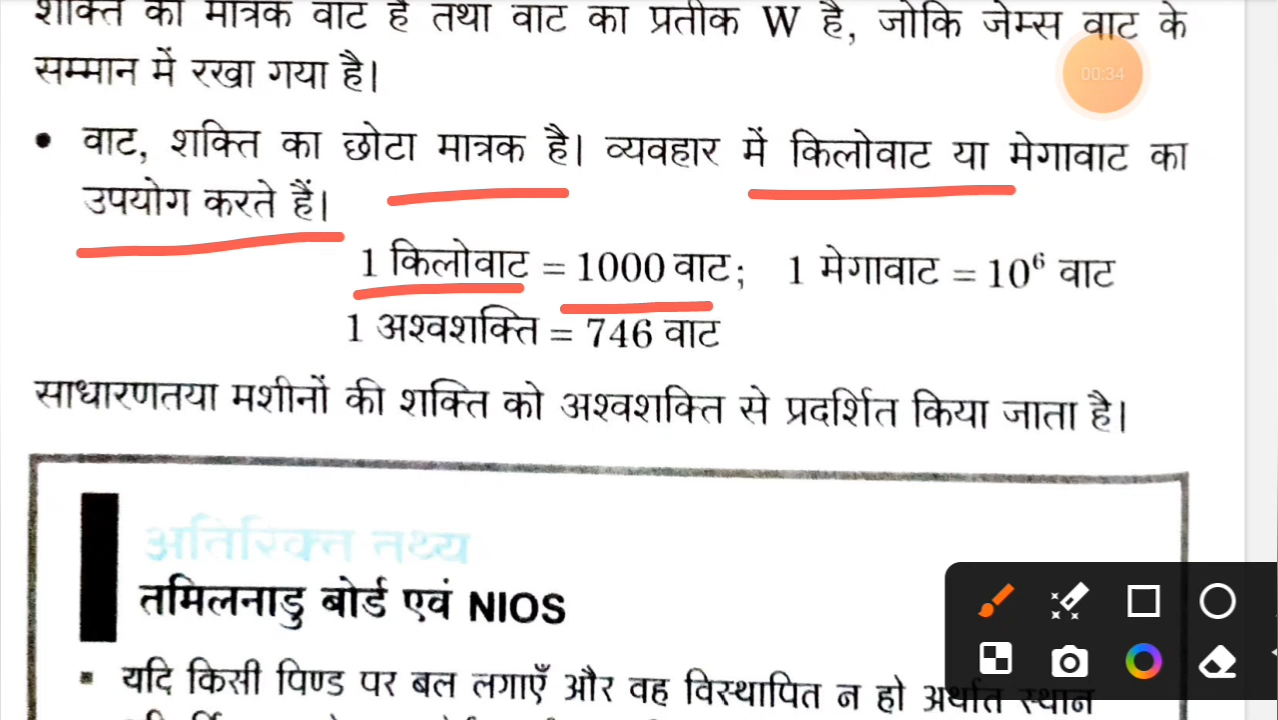 शक्ति का मात्रक वाट है तथा वाट का प्रतीक W है, जोकि जेम्स वाट के
सम्मान में रखा गया है।
00:34
• वाट, शक्ति का छोटा मात्रक है। व्यवहार में किलोवाट या मेगावाट का
उपयोग करते हैं।
1 किलोवाट = 1000 वाट; 1 मेगावाट = 10⁶ वाट
1 अश्वशक्ति = 746 वाट
साधारणतया मशीनों की शक्ति को अश्वशक्ति से प्रदर्शित किया जाता है।
अतिरिक्त तथ्य
तमिलनाडु बोर्ड एवं NIOS
▪ यदि किसी पिण्ड पर बल लगाएँ और वह विस्थापित न हो अर्थात स्थान